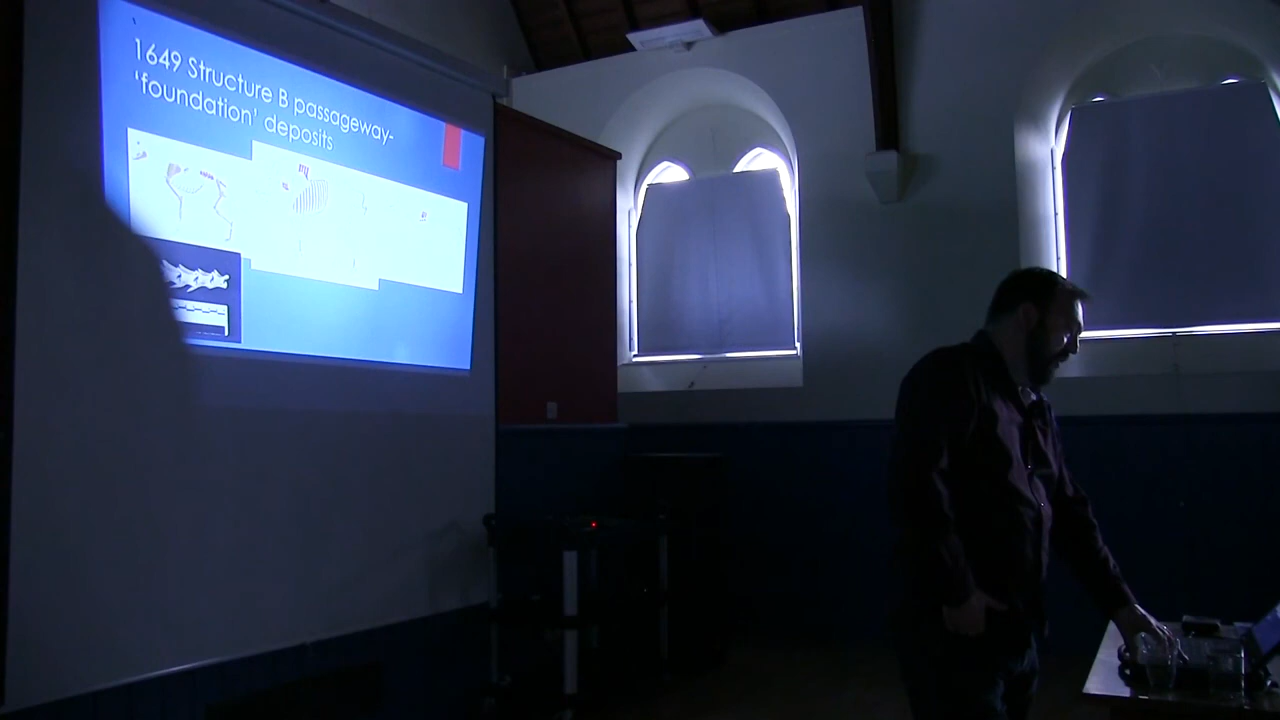 1649 Structure B passageway-
‘foundation’ deposits